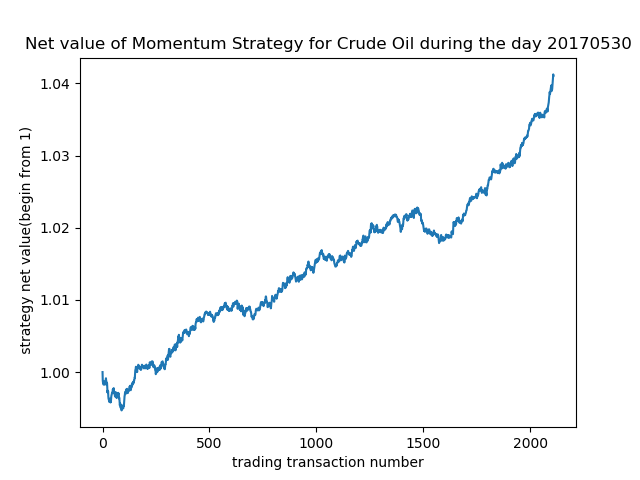 Net value of Momentum Strategy for Crude Oil during the day 20170530
1.04
1.03
1.02
1.01
1.00
strategy net value(begin from 1)
0 500 1000 1500 2000
trading transaction number